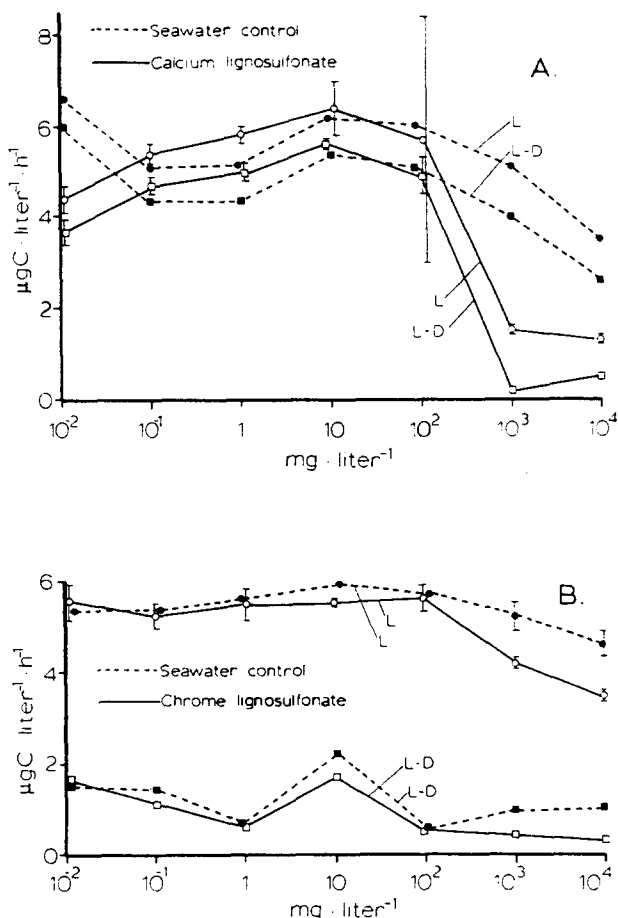 8
6
4
2
0
µgC · liter⁻¹ · h⁻¹
Seawater control
Calcium lignosulfonate
A.
L
L-D
L
L-D
10⁻² 10¹ 1 10 10² 10³ 10⁴
mg · liter⁻¹
6
4
2
0
µgC liter⁻¹ · h⁻¹
B.
L
L
Seawater control
Chrome lignosulfonate
L-D
L-D
10⁻² 10⁻¹ 1 10 10² 10³ 10⁴
mg · liter⁻¹